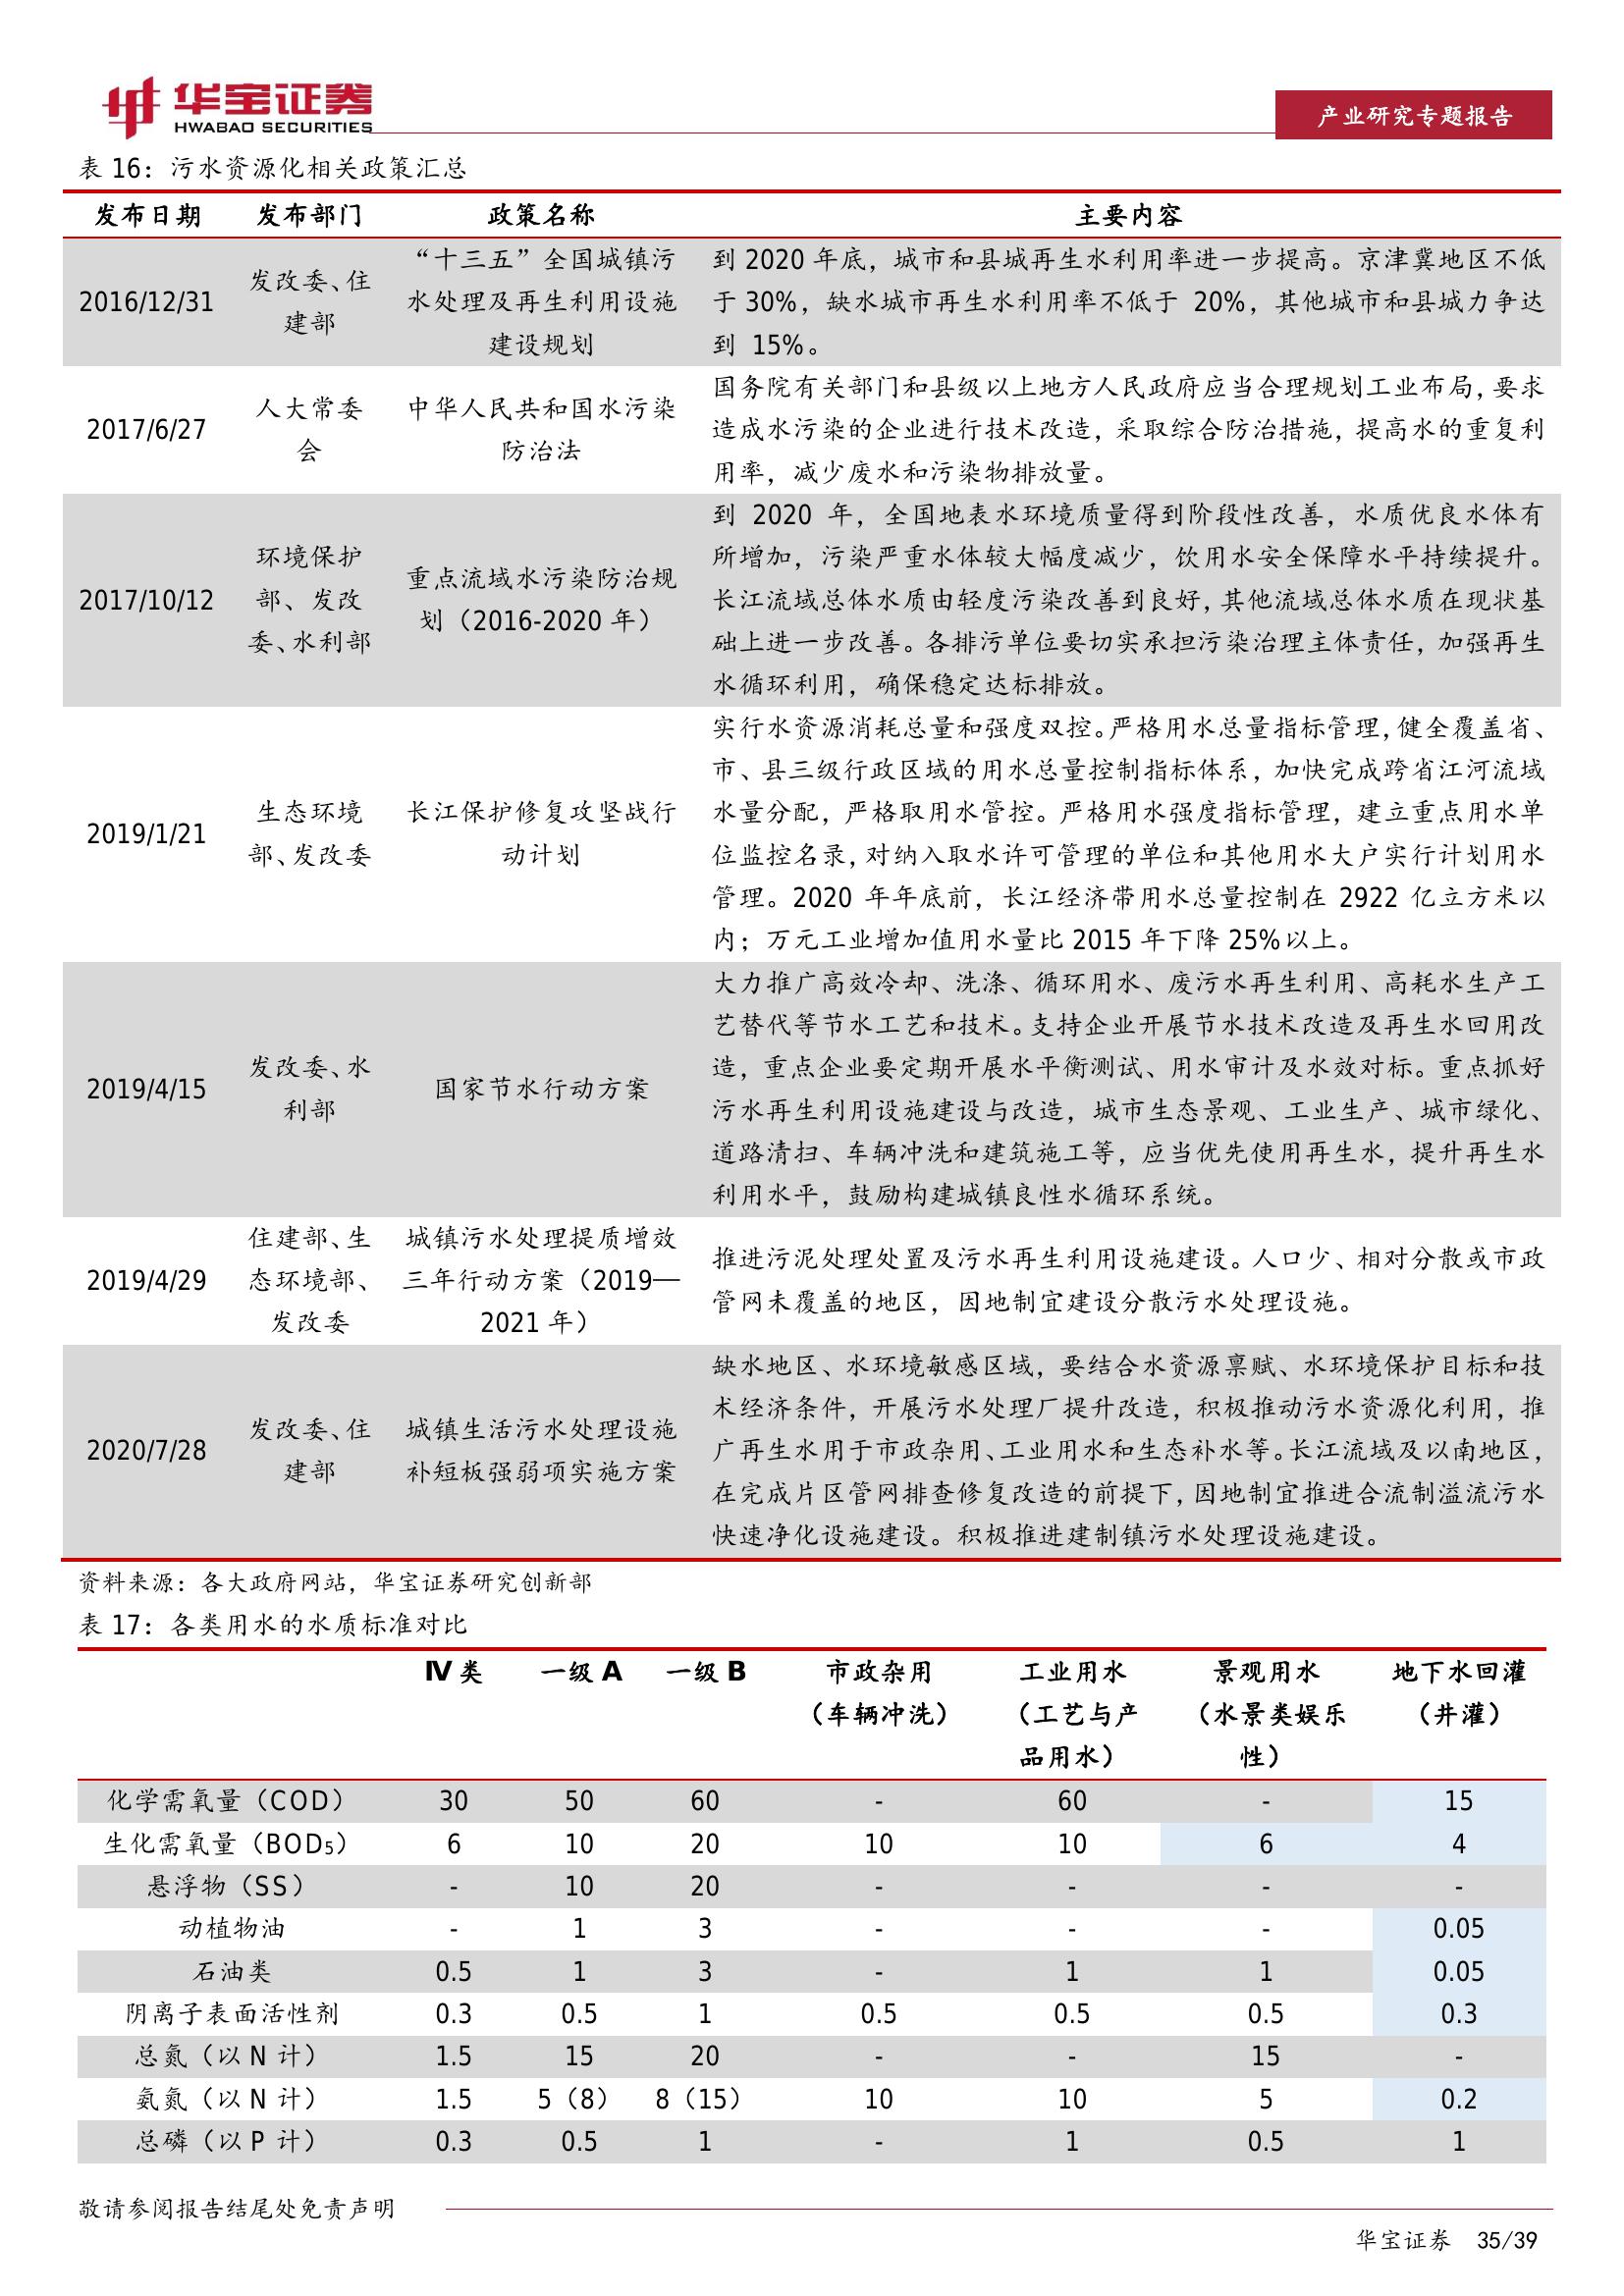 华宝证券
HWABAO SECURITIES
产业研究专题报告
表 16：污水资源化相关政策汇总
发布日期 发布部门 政策名称 主要内容
2016/12/31
发改委、住
建部
“十三五”全国城镇污
水处理及再生利用设施
建设规划
到 2020 年底，城市和县城再生水利用率进一步提高。京津冀地区不低
于 30%，缺水城市再生水利用率不低于 20%，其他城市和县城力争达
到 15%。
2017/6/27
人大常委
会
中华人民共和国水污染
防治法
国务院有关部门和县级以上地方人民政府应当合理规划工业布局，要求
造成水污染的企业进行技术改造，采取综合防治措施，提高水的重复利
用率，减少废水和污染物排放量。
2017/10/12
环境保护
部、发改
委、水利部
重点流域水污染防治规
划（2016-2020 年）
到 2020 年，全国地表水环境质量得到阶段性改善，水质优良水体有
所增加，污染严重水体较大幅度减少，饮用水安全保障水平持续提升。
长江流域总体水质由轻度污染改善到良好，其他流域总体水质在现状基
础上进一步改善。各排污单位要切实承担污染治理主体责任，加强再生
水循环利用，确保稳定达标排放。
2019/1/21
生态环境
部、发改委
长江保护修复攻坚战行
动计划
实行水资源消耗总量和强度双控。严格用水总量指标管理，健全覆盖省、
市、县三级行政区域的用水总量控制指标体系，加快完成跨省江河流域
水量分配，严格取用水管控。严格用水强度指标管理，建立重点用水单
位监控名录，对纳入取水许可管理的单位和其他用水大户实行计划用水
管理。2020 年年底前，长江经济带用水总量控制在 2922 亿立方米以
内；万元工业增加值用水量比 2015 年下降 25%以上。
2019/4/15
发改委、水
利部
国家节水行动方案
大力推广高效冷却、洗涤、循环用水、废污水再生利用、高耗水生产工
艺替代等节水工艺和技术。支持企业开展节水技术改造及再生水回用改
造，重点企业要定期开展水平衡测试、用水审计及水效对标。重点抓好
污水再生利用设施建设与改造，城市生态景观、工业生产、城市绿化、
道路清扫、车辆冲洗和建筑施工等，应当优先使用再生水，提升再生水
利用水平，鼓励构建城镇良性水循环系统。
2019/4/29
住建部、生
态环境部、
发改委
城镇污水处理提质增效
三年行动方案（2019—
2021 年）
推进污泥处理处置及污水再生利用设施建设。人口少、相对分散或市政
管网未覆盖的地区，因地制宜建设分散污水处理设施。
2020/7/28
发改委、住
建部
城镇生活污水处理设施
补短板强弱项实施方案
缺水地区、水环境敏感区域，要结合水资源禀赋、水环境保护目标和技
术经济条件，开展污水处理厂提升改造，积极推动污水资源化利用，推
广再生水用于市政杂用、工业用水和生态补水等。长江流域及以南地区，
在完成片区管网排查修复改造的前提下，因地制宜推进合流制溢流污水
快速净化设施建设。积极推进建制镇污水处理设施建设。
资料来源：各大政府网站，华宝证券研究创新部
表 17：各类用水的水质标准对比
Ⅳ类 一级 A 一级 B 市政杂用 工业用水 景观用水 地下水回灌
（车辆冲洗） （工艺与产 （水景类娱乐 （井灌）
品用水） 性）
化学需氧量（COD） 30 50 60 - 60 - 15
生化需氧量（BOD₅） 6 10 20 10 10 6 4
悬浮物（SS） - 10 20 - - - -
动植物油 - 1 3 - - - 0.05
石油类 0.5 1 3 - 1 1 0.05
阴离子表面活性剂 0.3 0.5 1 0.5 0.5 0.5 0.3
总氮（以 N 计） 1.5 15 20 - - 15 -
氨氮（以 N 计） 1.5 5（8） 8（15） 10 10 5 0.2
总磷（以 P 计） 0.3 0.5 1 - 1 0.5 1
敬请参阅报告结尾处免责声明
华宝证券 35/39